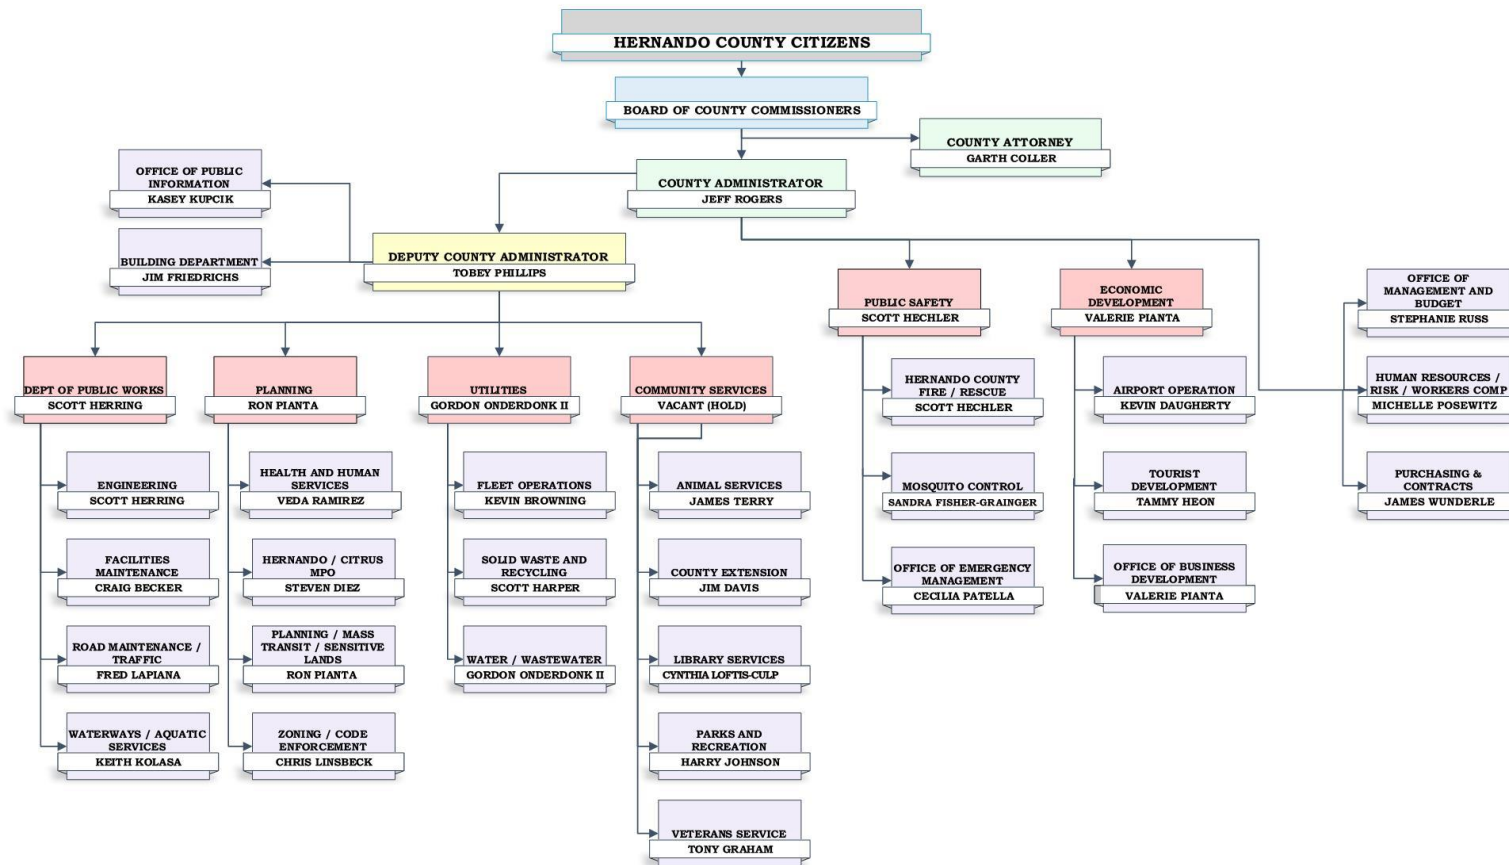 HERNANDO COUNTY CITIZENS
BOARD OF COUNTY COMMISSIONERS
COUNTY ATTORNEY
GARTH COLLER
COUNTY ADMINISTRATOR
JEFF ROGERS
OFFICE OF PUBLIC
INFORMATION
KASEY KUPCIK
BUILDING DEPARTMENT
JIM FRIEDRICHS
DEPUTY COUNTY ADMINISTRATOR
TOBEY PHILLIPS
PUBLIC SAFETY
SCOTT HECHLER
ECONOMIC
DEVELOPMENT
VALERIE PIANTA
OFFICE OF
MANAGEMENT AND
BUDGET
STEPHANIE RUSS
HUMAN RESOURCES /
RISK / WORKERS COMP
MICHELLE POSEWITZ
PURCHASING &
CONTRACTS
JAMES WUNDERLE
DEPT OF PUBLIC WORKS
SCOTT HERRING
ENGINEERING
SCOTT HERRING
FACILITIES
MAINTENANCE
CRAIG BECKER
ROAD MAINTENANCE /
TRAFFIC
FRED LAPIANA
WATERWAYS / AQUATIC
SERVICES
KEITH KOLASA
PLANNING
RON PIANTA
HEALTH AND HUMAN
SERVICES
VEDA RAMIREZ
HERNANDO / CITRUS
MPO
STEVEN DIEZ
PLANNING / MASS
TRANSIT / SENSITIVE
LANDS
RON PIANTA
ZONING / CODE
ENFORCEMENT
CHRIS LINSBECK
UTILITIES
GORDON ONDERDONK II
FLEET OPERATIONS
KEVIN BROWNING
SOLID WASTE AND
RECYCLING
SCOTT HARPER
WATER / WASTEWATER
GORDON ONDERDONK II
COMMUNITY SERVICES
VACANT (HOLD)
ANIMAL SERVICES
JAMES TERRY
COUNTY EXTENSION
JIM DAVIS
LIBRARY SERVICES
CYNTHIA LOFTIS-CULP
PARKS AND
RECREATION
HARRY JOHNSON
VETERANS SERVICE
TONY GRAHAM
HERNANDO COUNTY
FIRE / RESCUE
SCOTT HECHLER
MOSQUITO CONTROL
SANDRA FISHER-GRAINGER
OFFICE OF EMERGENCY
MANAGEMENT
CECILIA PATELLA
AIRPORT OPERATION
KEVIN DAUGHERTY
TOURIST
DEVELOPMENT
TAMMY HEON
OFFICE OF BUSINESS
DEVELOPMENT
VALERIE PIANTA